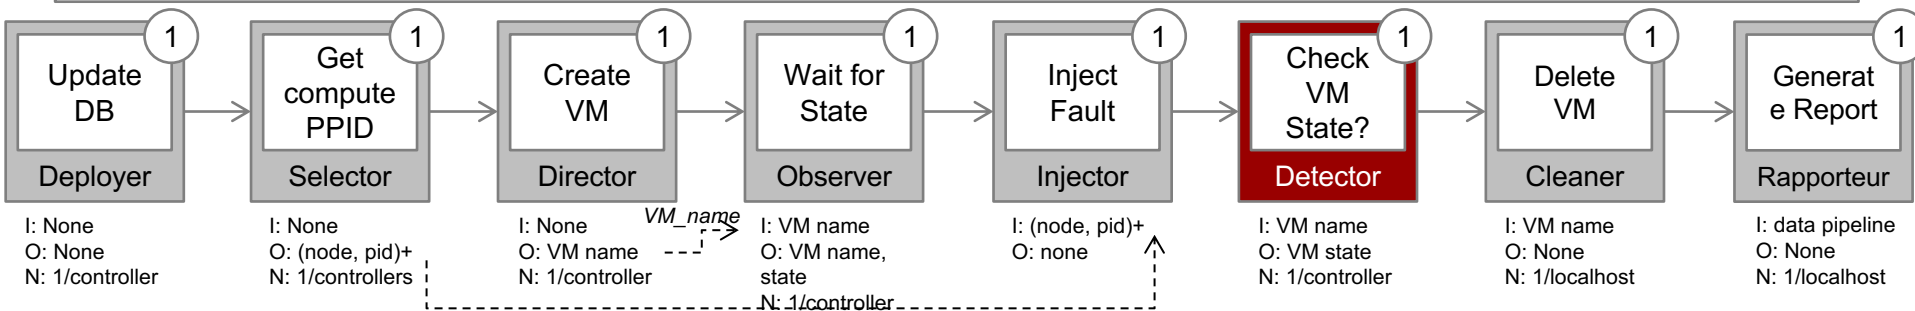 1
Update
DB
Deployer
I: None
O: None
N: 1/controller
1
Get
compute
PPID
Selector
I: None
O: (node, pid)+
N: 1/controllers
1
Create
VM
Director
I: None
O: VM name
N: 1/controller
VM_name
1
Wait for
State
Observer
I: VM name
O: VM name,
state
N: 1/controller
1
Inject
Fault
Injector
I: (node, pid)+
O: none
1
Check
VM
State?
Detector
I: VM name
O: VM state
N: 1/controller
1
Delete
VM
Cleaner
I: VM name
O: None
N: 1/localhost
1
Generat
e Report
Rapporteur
I: data pipeline
O: None
N: 1/localhost